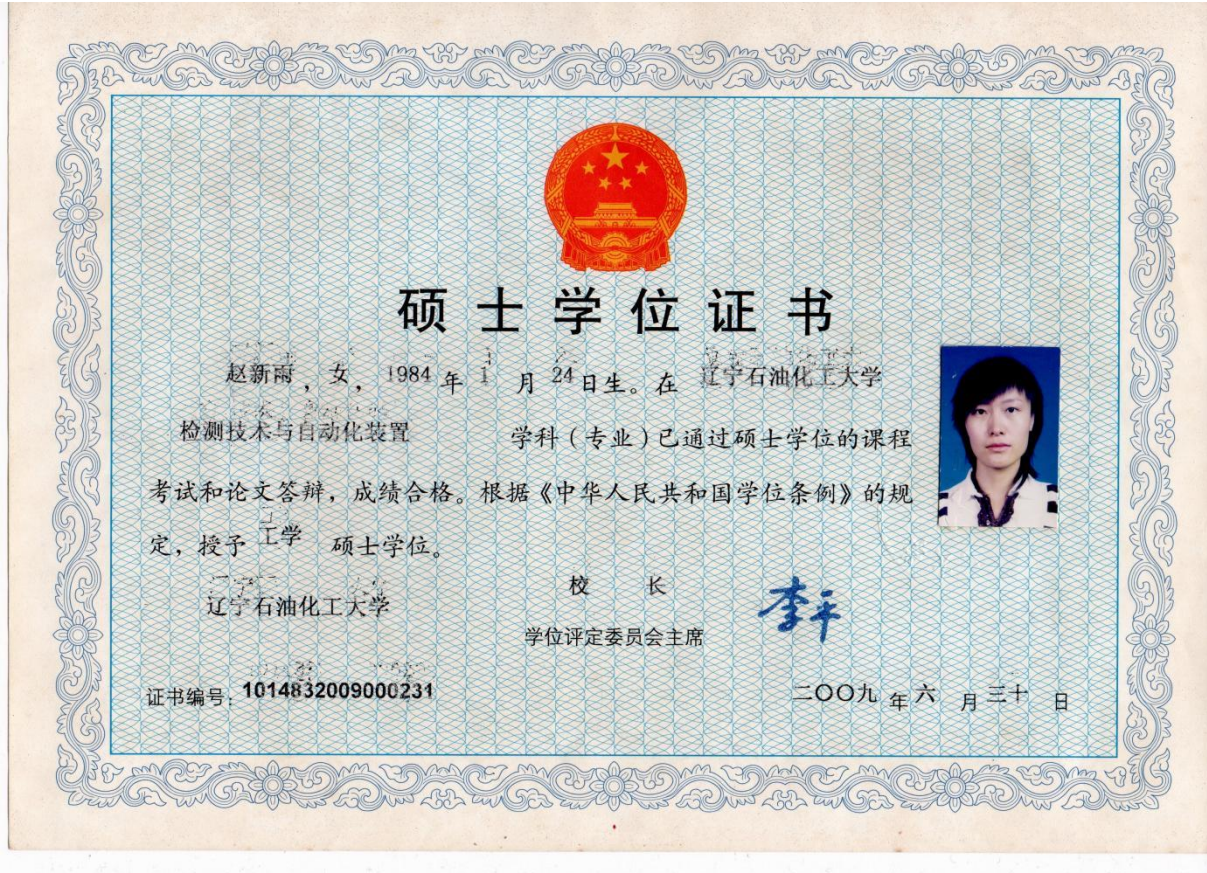 硕士学位证书
赵新雨，女，1984年1月24日生。在 辽宁石油化工大学
检测技术与自动化装置 学科（专业）已通过硕士学位的课程
考试和论文答辩，成绩合格。根据《中华人民共和国学位条例》的规
定，授予 工学 硕士学位。
辽宁石油化工大学
校 长 李平
学位评定委员会主席
证书编号：1014832009000231
二〇〇九 年 六 月 三十 日